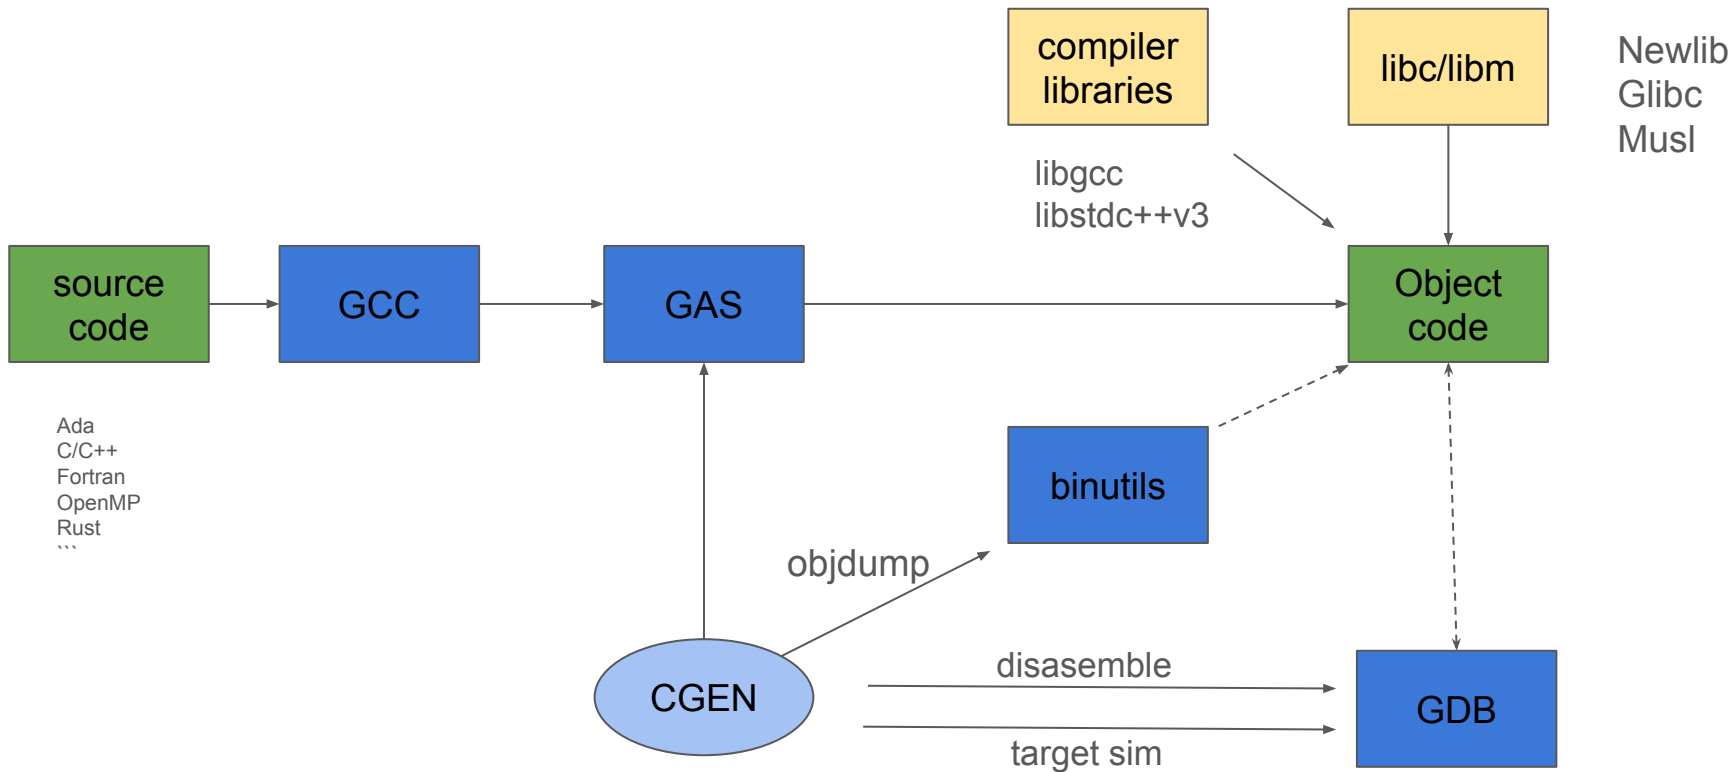 compiler
libraries
libc/libm
Newlib
Glibc
Musl
libgcc
libstdc++v3
source
code
GCC
GAS
Object
code
Ada
C/C++
Fortran
OpenMP
Rust
```
binutils
objdump
CGEN
disasemble
target sim
GDB